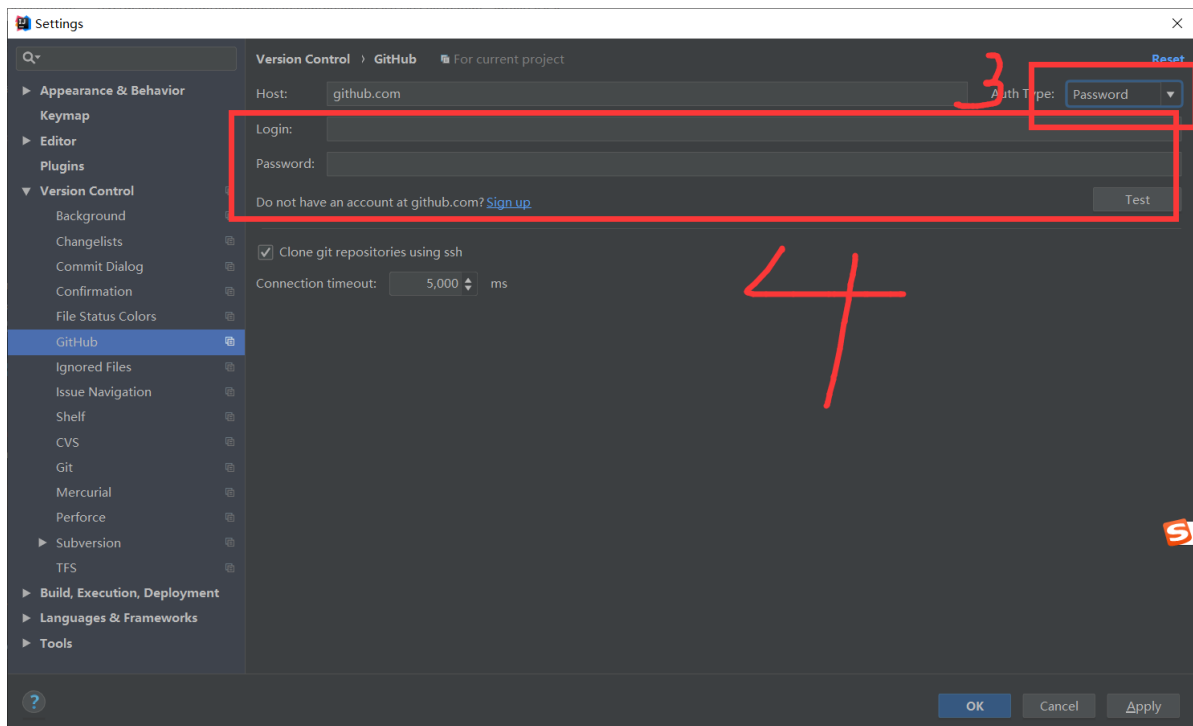 Settings
Version Control › GitHub For current project Reset
Appearance & Behavior
Keymap
Editor
Plugins
Version Control
Background
Changelists
Commit Dialog
Confirmation
File Status Colors
GitHub
Ignored Files
Issue Navigation
Shelf
CVS
Git
Mercurial
Perforce
Subversion
TFS
Build, Execution, Deployment
Languages & Frameworks
Tools
Host: github.com
3
Auth Type: Password
Login:
Password:
Do not have an account at github.com? Sign up
Test
Clone git repositories using ssh
Connection timeout: 5,000 ms
4
S
?
OK Cancel Apply